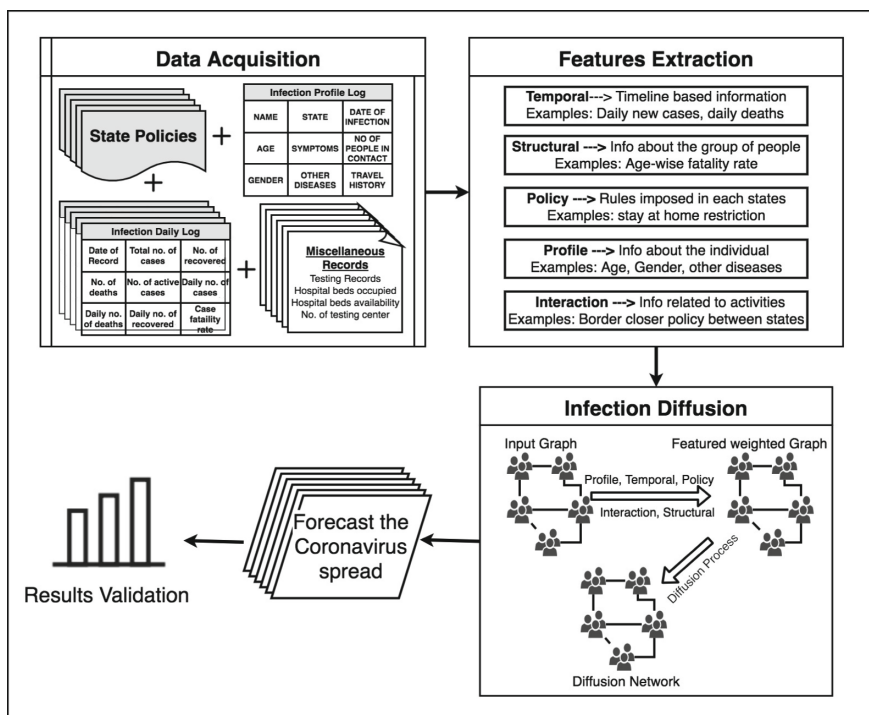 Data Acquisition
State Policies
+
Infection Profile Log
NAME
STATE
DATE OF
INFECTION
AGE
SYMPTOMS
NO OF
PEOPLE IN
CONTACT
GENDER
OTHER
DISEASES
TRAVEL
HISTORY
+
Infection Daily Log
Date of
Record
Total no. of
cases
No. of
recovered
No. of
deaths
No. of active
cases
Daily no. of
cases
Daily no.
of deaths
Daily no. of
recovered
Case
fataility
rate
+
Miscellaneous
Records
Testing Records
Hospital beds occupied
Hospital beds availability
No. of testing center
Features Extraction
Temporal---> Timeline based information
Examples: Daily new cases, daily deaths
Structural ---> Info about the group of people
Examples: Age-wise fatality rate
Policy ---> Rules imposed in each states
Examples: stay at home restriction
Profile ---> Info about the individual
Examples: Age, Gender, other diseases
Interaction ---> Info related to activities
Examples: Border closer policy between states
Infection Diffusion
Input Graph
Featured weighted Graph
Profile, Temporal, Policy
Interaction, Structural
Diffusion Process
Diffusion Network
Forecast the
Coronavirus
spread
Results Validation